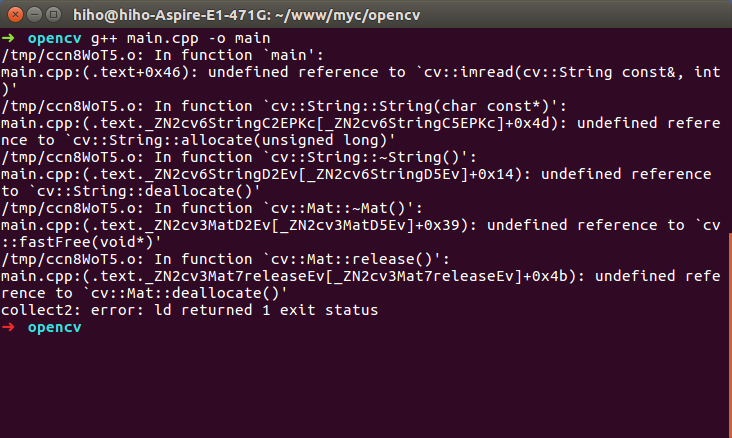 hiho@hiho-Aspire-E1-471G: ~/www/myc/opencv
➜  opencv g++ main.cpp -o main
/tmp/ccn8WoT5.o: In function `main':
main.cpp:(.text+0x46): undefined reference to `cv::imread(cv::String const&, int
)'
/tmp/ccn8WoT5.o: In function `cv::String::String(char const*)':
main.cpp:(.text._ZN2cv6StringC2EPKc[_ZN2cv6StringC5EPKc]+0x4d): undefined refere
nce to `cv::String::allocate(unsigned long)'
/tmp/ccn8WoT5.o: In function `cv::String::~String()':
main.cpp:(.text._ZN2cv6StringD2Ev[_ZN2cv6StringD5Ev]+0x14): undefined reference
to `cv::String::deallocate()'
/tmp/ccn8WoT5.o: In function `cv::Mat::~Mat()':
main.cpp:(.text._ZN2cv3MatD2Ev[_ZN2cv3MatD5Ev]+0x39): undefined reference to `cv
::fastFree(void*)'
/tmp/ccn8WoT5.o: In function `cv::Mat::release()':
main.cpp:(.text._ZN2cv3Mat7releaseEv[_ZN2cv3Mat7releaseEv]+0x4b): undefined refe
rence to `cv::Mat::deallocate()'
collect2: error: ld returned 1 exit status
➜  opencv